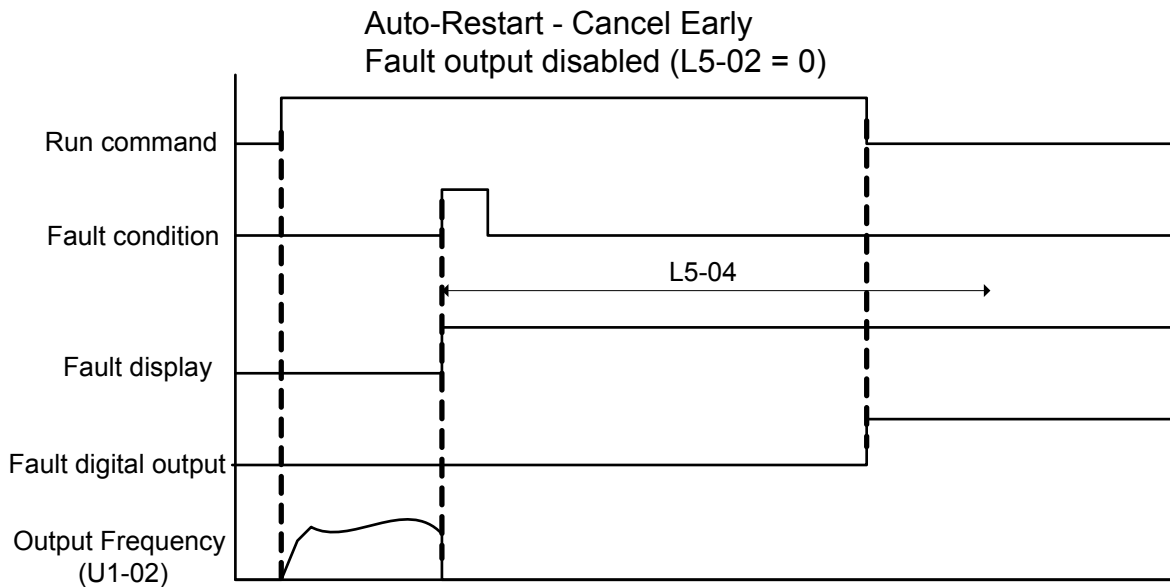 Auto-Restart - Cancel Early
Fault output disabled (L5-02 = 0)
Run command
Fault condition
L5-04
Fault display
Fault digital output
Output Frequency
(U1-02)